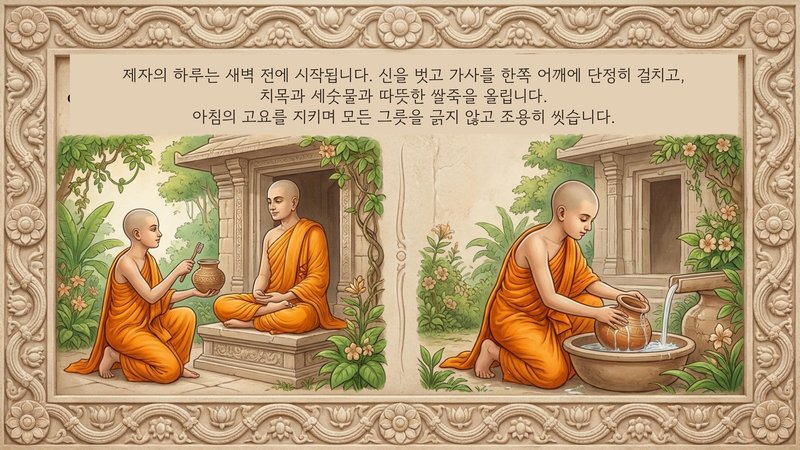 제자의 하루는 새벽 전에 시작됩니다. 신을 벗고 가사를 한쪽 어깨에 단정히 걸치고,
치목과 세숫물과 따뜻한 쌀죽을 올립니다.
아침의 고요를 지키며 모든 그릇을 긁지 않고 조용히 씻습니다.